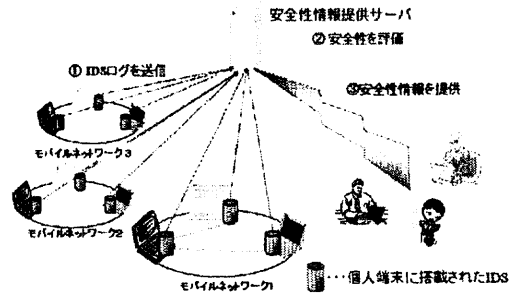 安全性情報提供サーバ
② 安全性を評価
① IDSログを送信
③安全性情報を提供
モバイルネットワーク3
モバイルネットワーク2
モバイルネットワーク1
・・・個人端末に搭載されたIDS